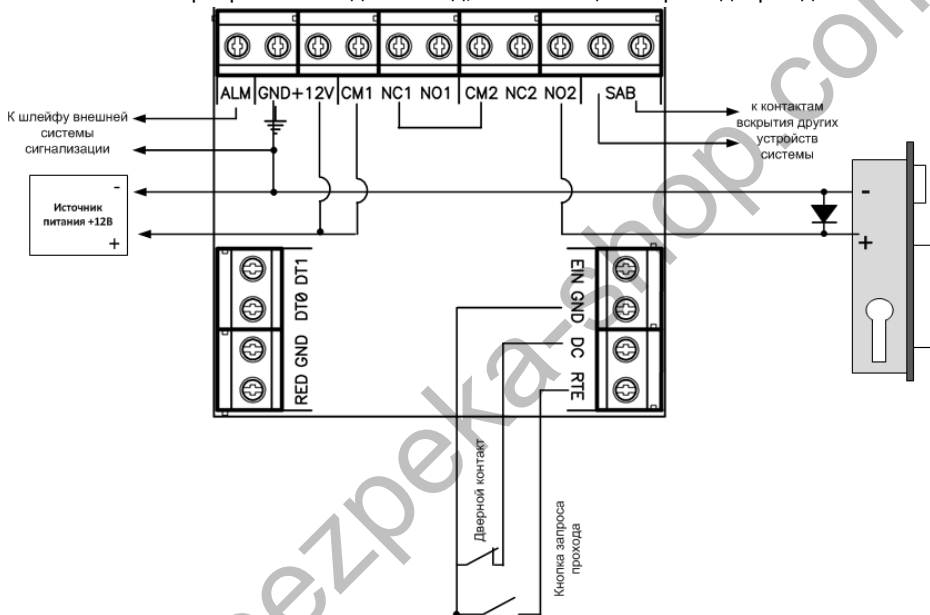 ALM GND +12V CM1 NC1 NO1 CM2 NC2 NO2 SAB
К шлейфу внешней
системы
сигнализации
к контактам
вскрытия других
устройств
системы
-
Источник
питания +12В
+
-
+
DT1
DT0
GND
RED
EIN
GND
DC
RTE
Дверной контакт
Кнопка запроса
прохода
bezpeka-shop.com